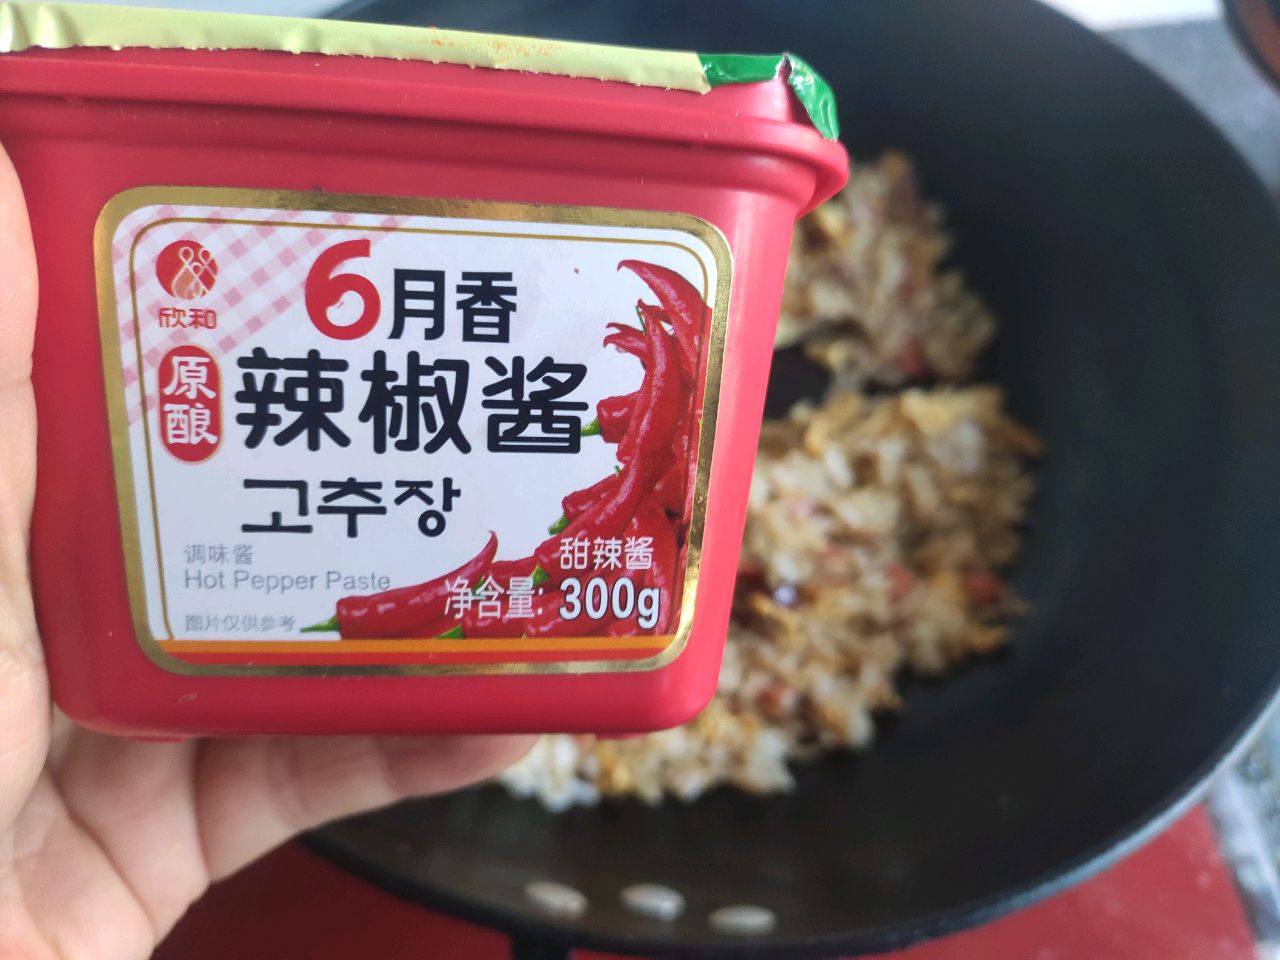 欣和
6月香
原酿
辣椒酱
고추장
调味酱
Hot Pepper Paste
甜辣酱
净含量: 300g
图片仅供参考